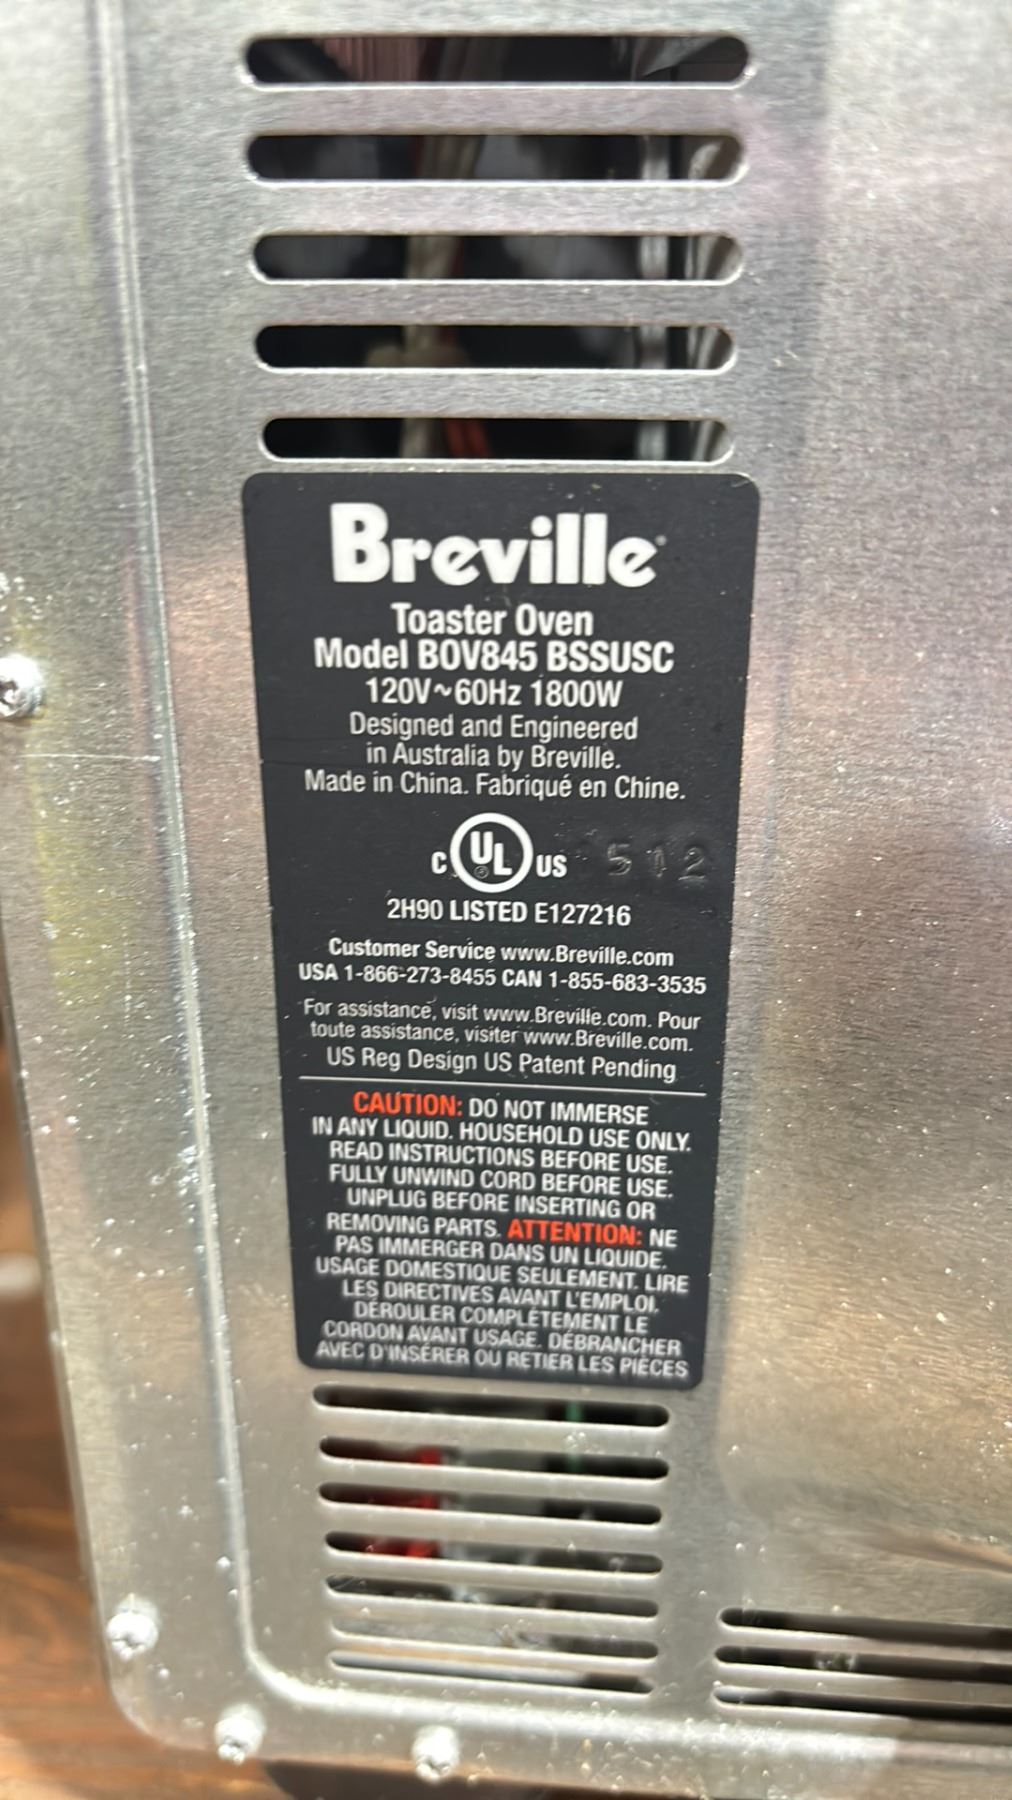 Breville®
Toaster Oven
Model BOV845 BSSUSC
120V~60Hz 1800W
Designed and Engineered
in Australia by Breville.
Made in China. Fabriqué en Chine.
C UL® US 1512
2H90 LISTED E127216
Customer Service www.Breville.com
USA 1-866-273-8455 CAN 1-855-683-3535
For assistance, visit www.Breville.com. Pour
toute assistance, visiter www.Breville.com.
US Reg Design US Patent Pending
CAUTION: DO NOT IMMERSE
IN ANY LIQUID. HOUSEHOLD USE ONLY.
READ INSTRUCTIONS BEFORE USE.
FULLY UNWIND CORD BEFORE USE.
UNPLUG BEFORE INSERTING OR
REMOVING PARTS. ATTENTION: NE
PAS IMMERGER DANS UN LIQUIDE.
USAGE DOMESTIQUE SEULEMENT. LIRE
LES DIRECTIVES AVANT L'EMPLOI.
DÉROULER COMPLÉTEMENT LE
CORDON AVANT USAGE. DÉBRANCHER
AVEC D'INSÉRER OU RETIER LES PIÈCES